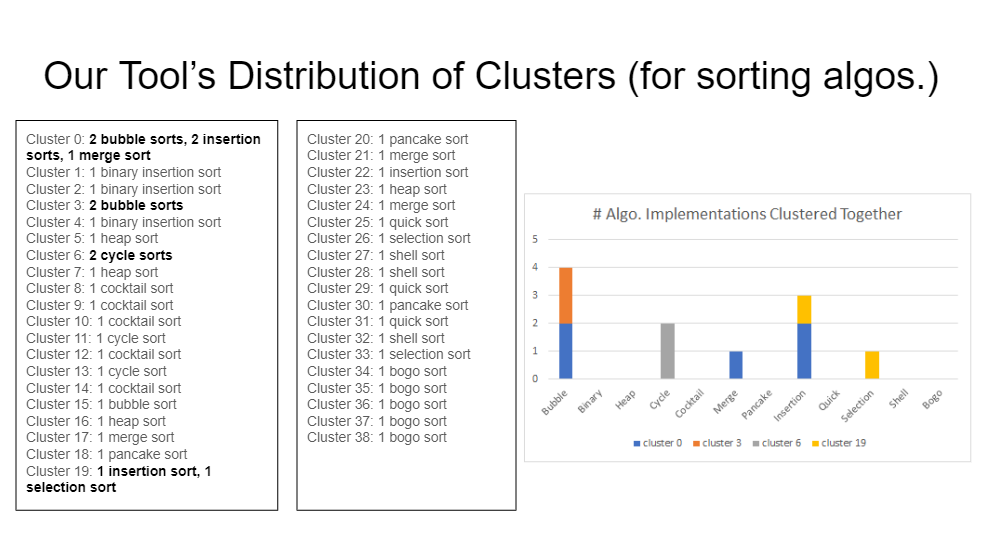 Our Tool’s Distribution of Clusters (for sorting algos.)
Cluster 0: 2 bubble sorts, 2 insertion
sorts, 1 merge sort
Cluster 1: 1 binary insertion sort
Cluster 2: 1 binary insertion sort
Cluster 3: 2 bubble sorts
Cluster 4: 1 binary insertion sort
Cluster 5: 1 heap sort
Cluster 6: 2 cycle sorts
Cluster 7: 1 heap sort
Cluster 8: 1 cocktail sort
Cluster 9: 1 cocktail sort
Cluster 10: 1 cocktail sort
Cluster 11: 1 cycle sort
Cluster 12: 1 cocktail sort
Cluster 13: 1 cycle sort
Cluster 14: 1 cocktail sort
Cluster 15: 1 bubble sort
Cluster 16: 1 heap sort
Cluster 17: 1 merge sort
Cluster 18: 1 pancake sort
Cluster 19: 1 insertion sort, 1
selection sort
Cluster 20: 1 pancake sort
Cluster 21: 1 merge sort
Cluster 22: 1 insertion sort
Cluster 23: 1 heap sort
Cluster 24: 1 merge sort
Cluster 25: 1 quick sort
Cluster 26: 1 selection sort
Cluster 27: 1 shell sort
Cluster 28: 1 shell sort
Cluster 29: 1 quick sort
Cluster 30: 1 pancake sort
Cluster 31: 1 quick sort
Cluster 32: 1 shell sort
Cluster 33: 1 selection sort
Cluster 34: 1 bogo sort
Cluster 35: 1 bogo sort
Cluster 36: 1 bogo sort
Cluster 37: 1 bogo sort
Cluster 38: 1 bogo sort
# Algo. Implementations Clustered Together
5
4
3
2
1
0
Bubble
Binary
Heap
Cycle
Cocktail
Merge
Pancake
Insertion
Quick
Selection
Shell
Bogo
cluster 0 cluster 3 cluster 6 cluster 19